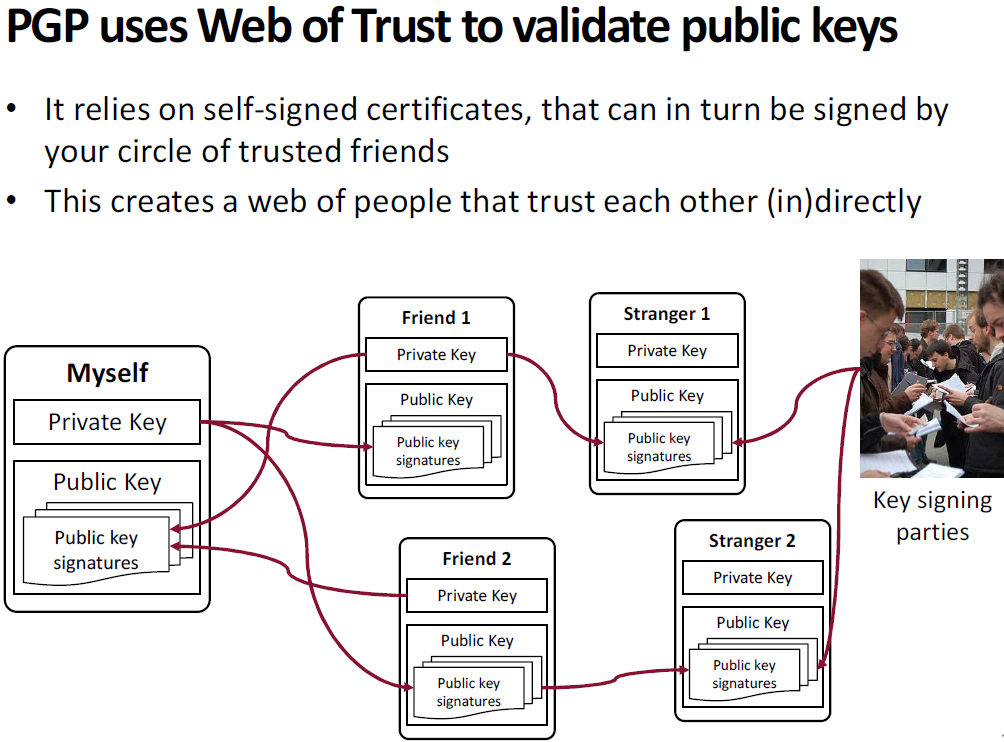 PGP uses Web of Trust to validate public keys
• It relies on self-signed certificates, that can in turn be signed by
your circle of trusted friends
• This creates a web of people that trust each other (in)directly
Myself
Private Key
Public Key
Public key
signatures
Friend 1
Private Key
Public Key
Public key
signatures
Stranger 1
Private Key
Public Key
Public key
signatures
Key signing
parties
Friend 2
Private Key
Public Key
Public key
signatures
Stranger 2
Private Key
Public Key
Public key
signatures